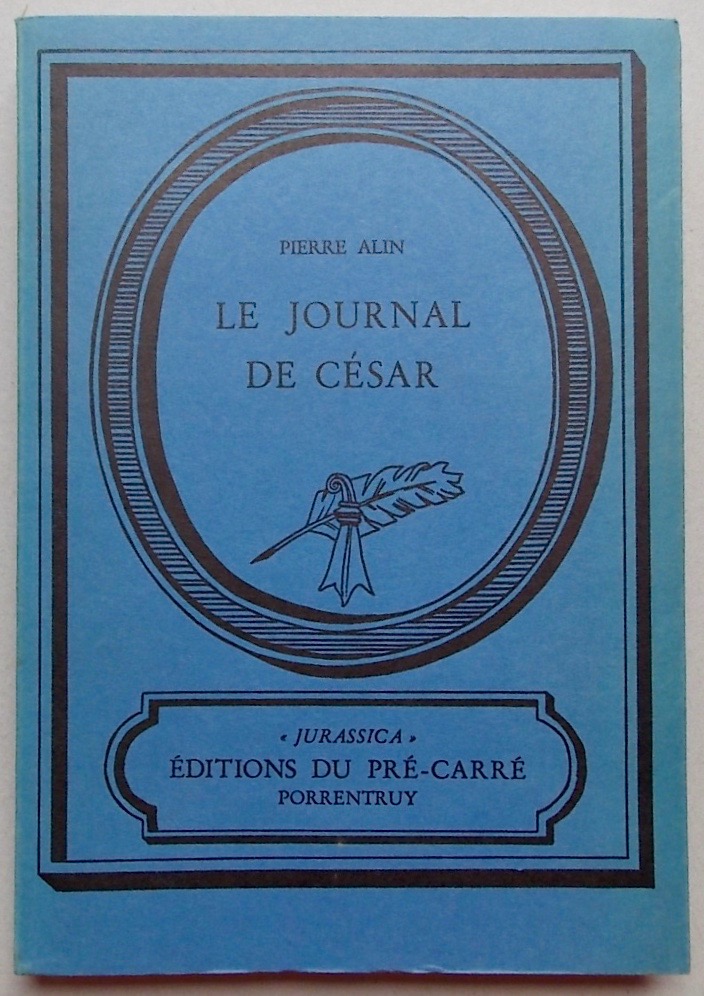 PIERRE ALIN
LE JOURNAL
DE CÉSAR
« JURASSICA »
ÉDITIONS DU PRÉ-CARRÉ
PORRENTRUY